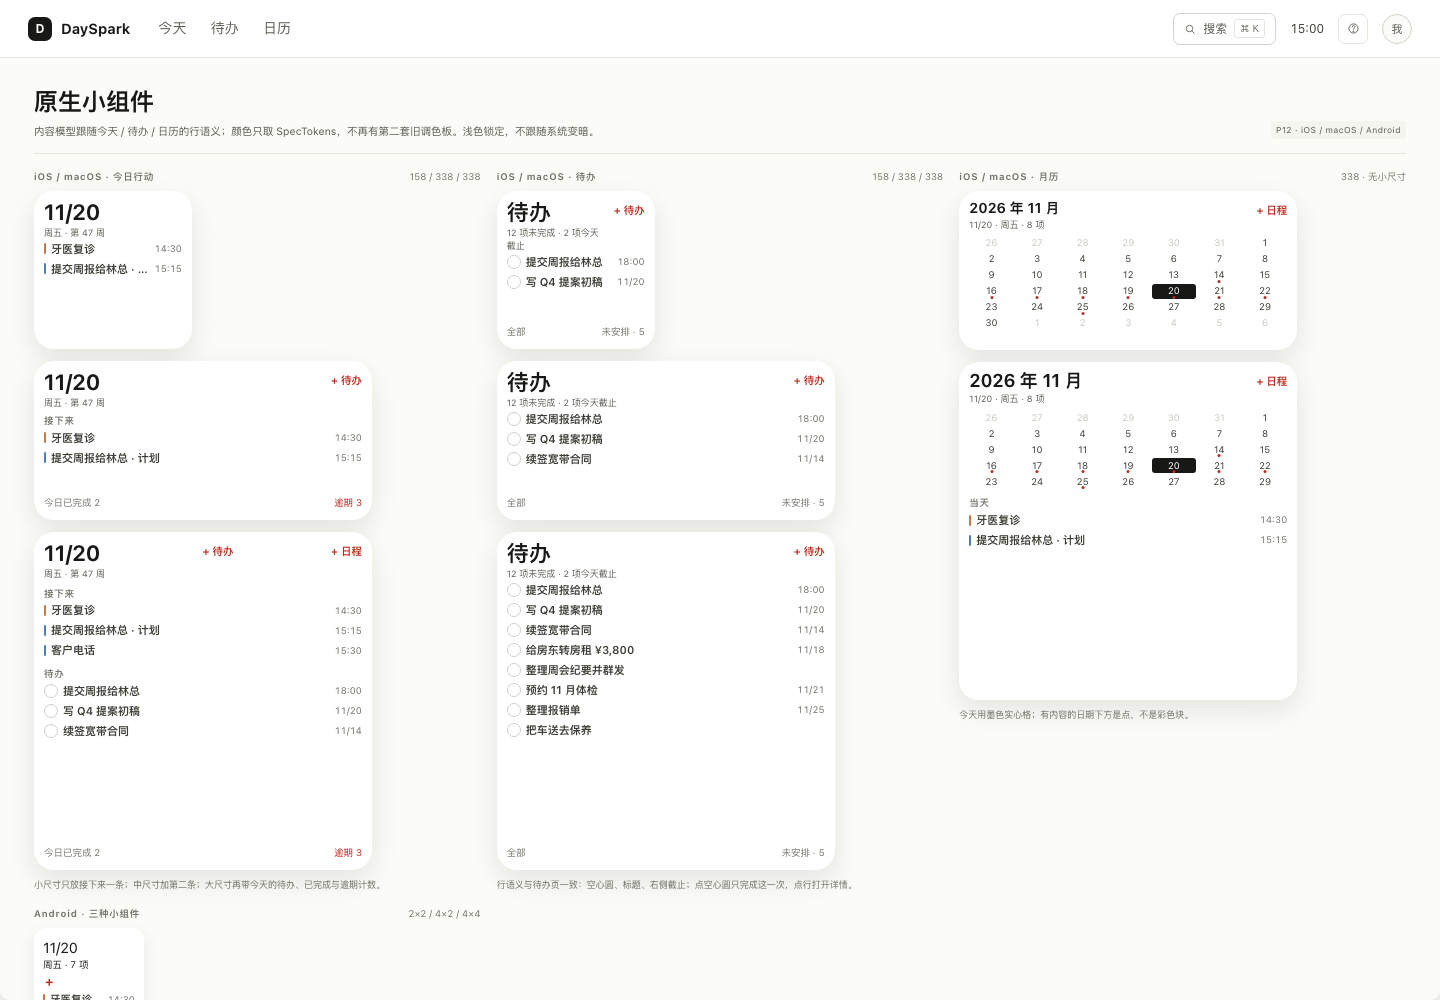 D DaySpark 今天 待办 日历 搜索 ⌘ K 15:00 我
原生小组件
内容模型跟随今天 / 待办 / 日历的行语义；颜色只取 SpecTokens，不再有第二套旧调色板。浅色锁定，不跟随系统变暗。
P12 · iOS / macOS / Android
iOS / macOS · 今日行动 158 / 338 / 338
11/20
周五 · 第 47 周
牙医复诊 14:30
提交周报给林总 · ... 15:15
11/20 + 待办
周五 · 第 47 周
接下来
牙医复诊 14:30
提交周报给林总 · 计划 15:15
今日已完成 2 逾期 3
11/20 + 待办 + 日程
周五 · 第 47 周
接下来
牙医复诊 14:30
提交周报给林总 · 计划 15:15
客户电话 15:30
待办
提交周报给林总 18:00
写 Q4 提案初稿 11/20
续签宽带合同 11/14
今日已完成 2 逾期 3
小尺寸只放接下来一条；中尺寸加第二条；大尺寸再带今天的待办、已完成与逾期计数。
iOS / macOS · 待办 158 / 338 / 338
待办 + 待办
12 项未完成 · 2 项今天
截止
提交周报给林总 18:00
写 Q4 提案初稿 11/20
全部 未安排 · 5
待办 + 待办
12 项未完成 · 2 项今天截止
提交周报给林总 18:00
写 Q4 提案初稿 11/20
续签宽带合同 11/14
全部 未安排 · 5
待办 + 待办
12 项未完成 · 2 项今天截止
提交周报给林总 18:00
写 Q4 提案初稿 11/20
续签宽带合同 11/14
给房东转房租 ¥3,800 11/18
整理周会纪要并群发
预约 11 月体检 11/21
整理报销单 11/25
把车送去保养
全部 未安排 · 5
行语义与待办页一致：空心圆、标题、右侧截止；点空心圆只完成这一次，点行打开详情。
iOS / macOS · 月历 338 · 无小尺寸
2026 年 11 月 + 日程
11/20 · 周五 · 8 项
26 27 28 29 30 31 1
2 3 4 5 6 7 8
9 10 11 12 13 14 15
16 17 18 19 20 21 22
23 24 25 26 27 28 29
30 1 2 3 4 5 6
2026 年 11 月 + 日程
11/20 · 周五 · 8 项
26 27 28 29 30 31 1
2 3 4 5 6 7 8
9 10 11 12 13 14 15
16 17 18 19 20 21 22
23 24 25 26 27 28 29
当天
牙医复诊 14:30
提交周报给林总 · 计划 15:15
今天用墨色实心格；有内容的日期下方是点，不是彩色块。
Android · 三种小组件 2×2 / 4×2 / 4×4
11/20
周五 · 7 项
+
牙医复诊 14:30